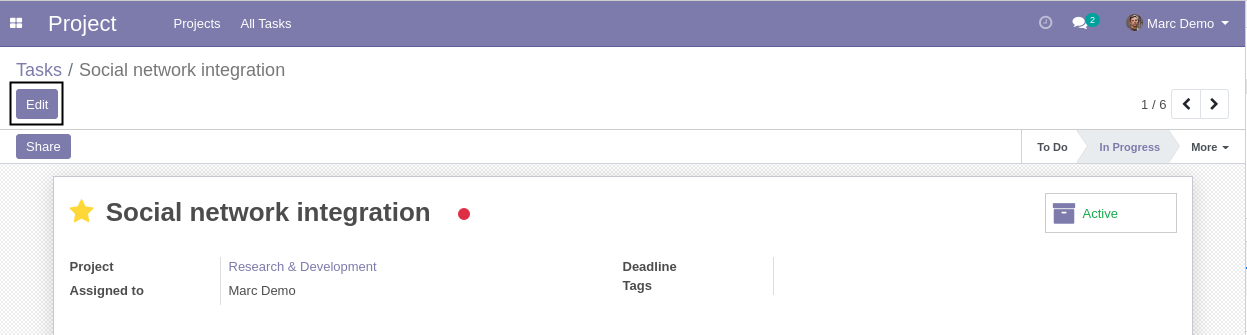 Project Projects All Tasks 2 Marc Demo
Tasks / Social network integration
Edit 1 / 6
Share To Do In Progress More
Social network integration Active
Project Research & Development Deadline
Tags
Assigned to Marc Demo